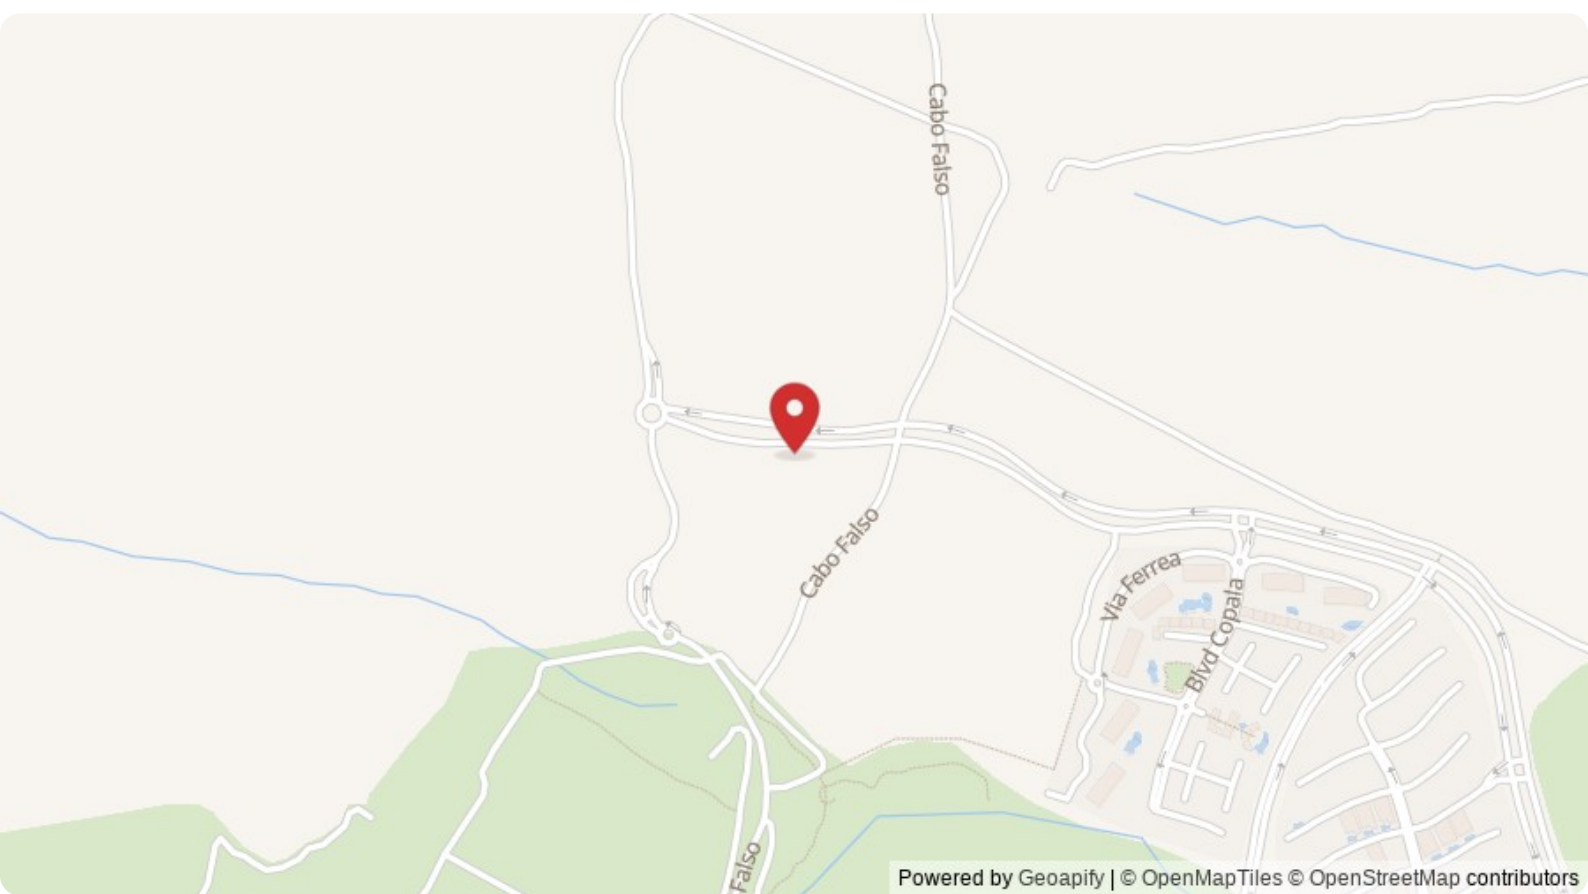 Cabo Falso
Cabo Falso
Via Ferrea
Blvd Copala
Falso
Powered by Geoapify | © OpenMapTiles © OpenStreetMap contributors